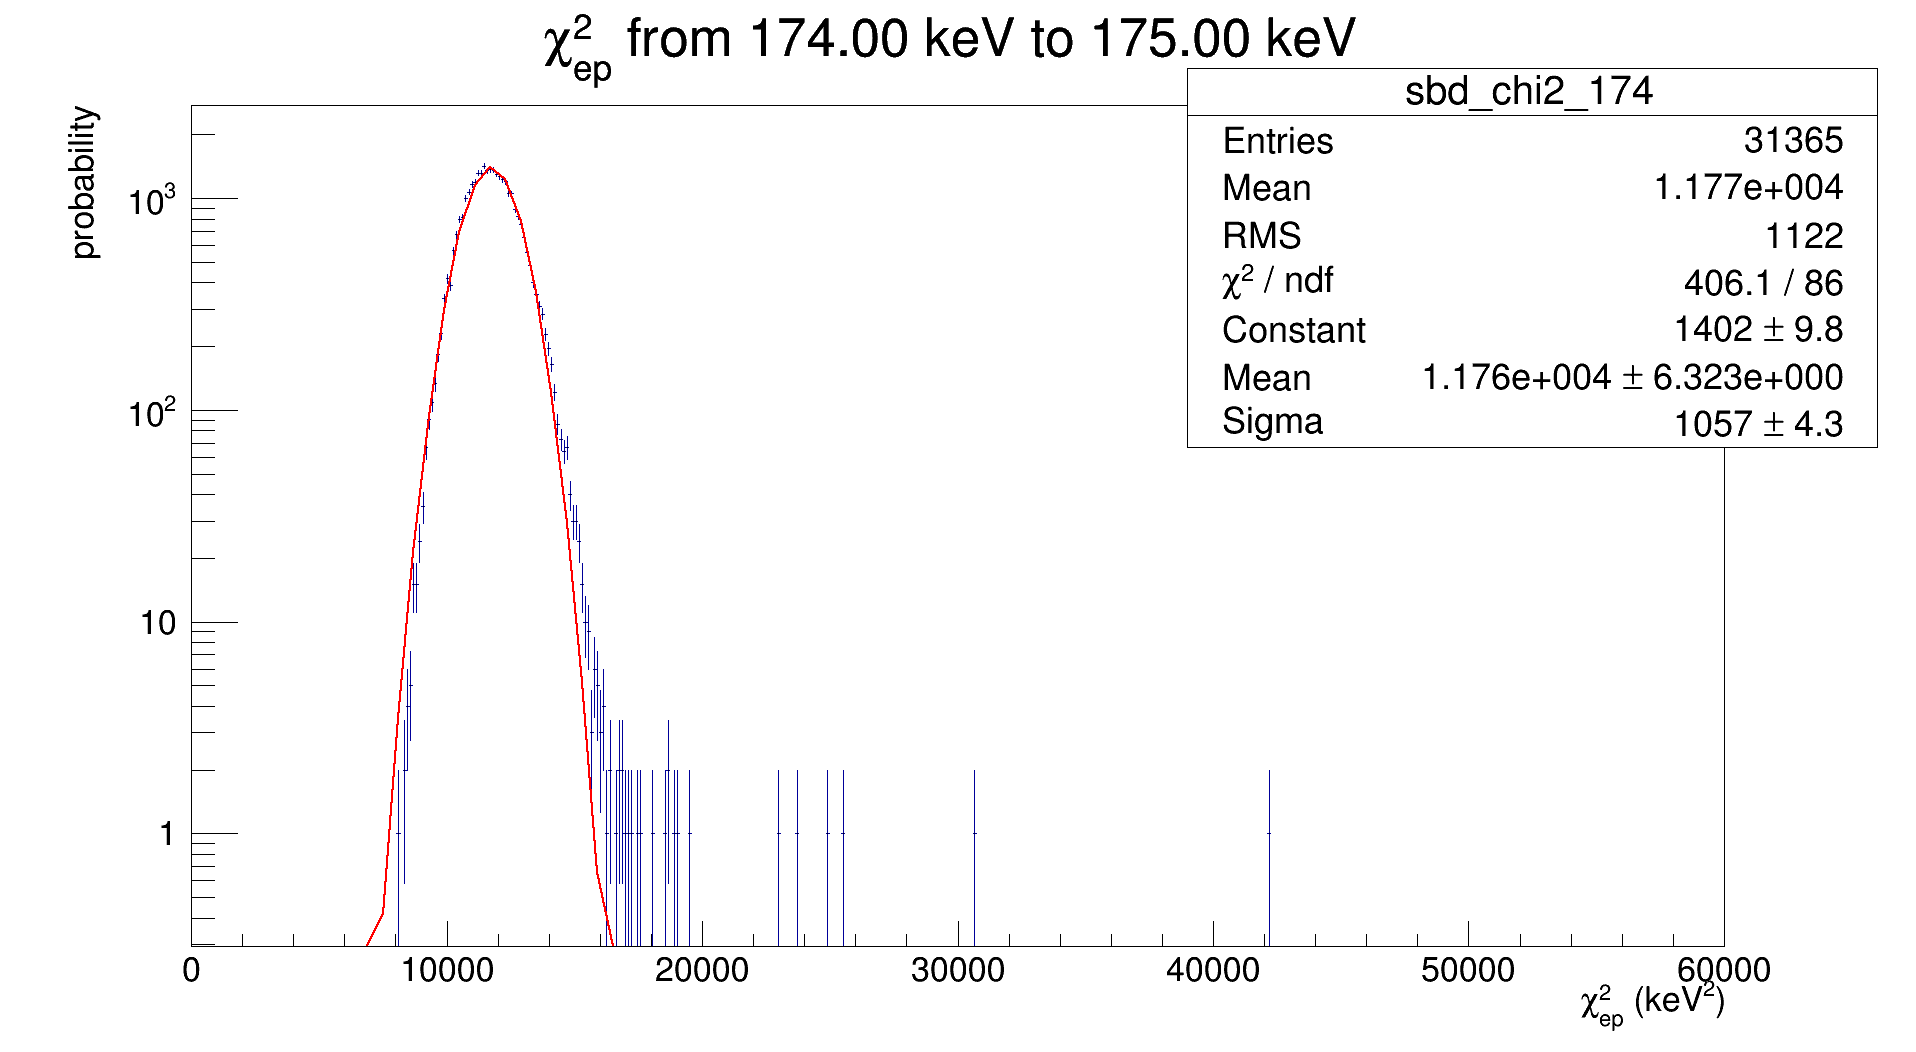 χ²ep from 174.00 keV to 175.00 keV
sbd_chi2_174
Entries 31365
Mean 1.177e+004
RMS 1122
χ² / ndf 406.1 / 86
Constant 1402 ± 9.8
Mean 1.176e+004 ± 6.323e+000
Sigma 1057 ± 4.3
probability
10³
10²
10
1
0 10000 20000 30000 40000 50000 60000
χ²ep (keV²)